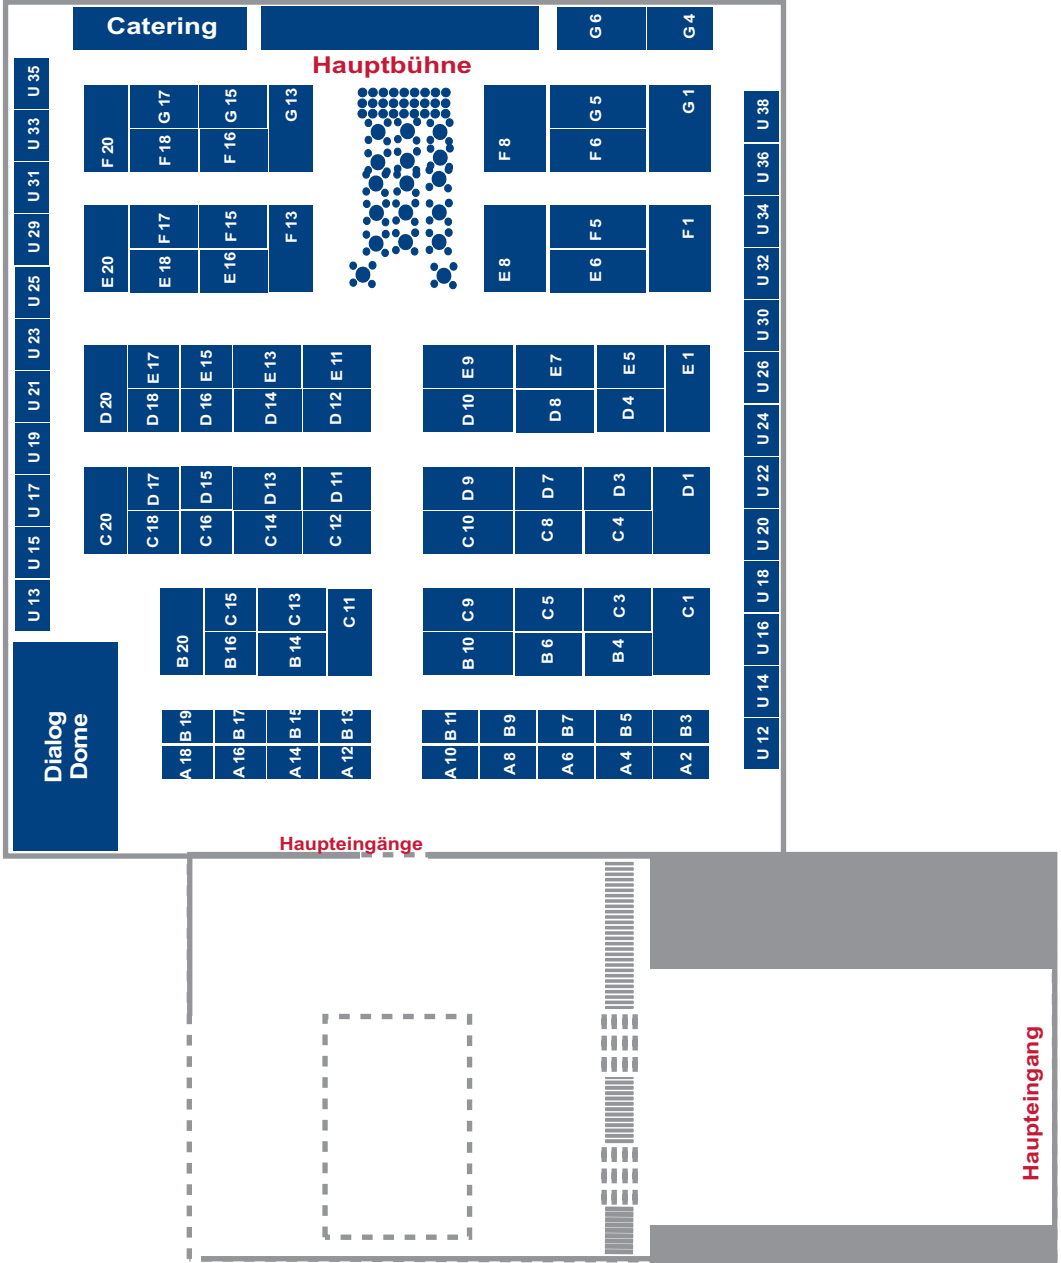 Catering
G 6
G 4
Hauptbühne
U 35
U 33
U 31
U 29
U 25
U 23
U 21
U 19
U 17
U 15
U 13
F 20
G 17
G 15
G 13
F 18
F 16
F 8
G 5
G 1
F 6
E 20
F 17
F 15
F 13
E 18
E 16
E 8
F 5
F 1
E 6
D 20
E 17
E 15
E 13
E 11
D 18
D 16
D 14
D 12
E 9
E 7
E 5
E 1
D 10
D 8
D 4
C 20
D 17
D 15
D 13
D 11
C 18
C 16
C 14
C 12
D 9
D 7
D 3
D 1
C 10
C 8
C 4
B 20
C 15
C 13
C 11
B 16
B 14
C 9
C 5
C 3
C 1
B 10
B 6
B 4
B 19
B 17
B 15
B 13
B 11
B 9
B 7
B 5
B 3
A 18
A 16
A 14
A 12
A 10
A 8
A 6
A 4
A 2
U 38
U 36
U 34
U 32
U 30
U 26
U 24
U 22
U 20
U 18
U 16
U 14
U 12
Dialog
Dome
Haupteingänge
Haupteingang